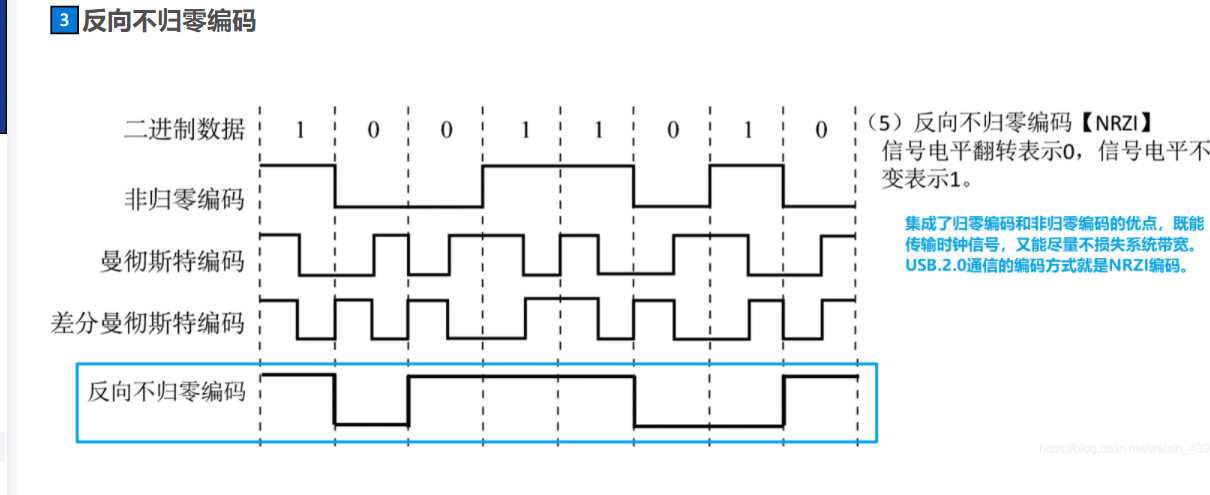 3 反向不归零编码
二进制数据 1 0 0 1 1 0 1 0
非归零编码
曼彻斯特编码
差分曼彻斯特编码
反向不归零编码
（5）反向不归零编码【NRZI】
信号电平翻转表示0，信号电平不
变表示1。
集成了归零编码和非归零编码的优点，既能
传输时钟信号，又能尽量不损失系统带宽。
USB.2.0通信的编码方式就是NRZI编码。
https://blog.csdn.net/weixin_439